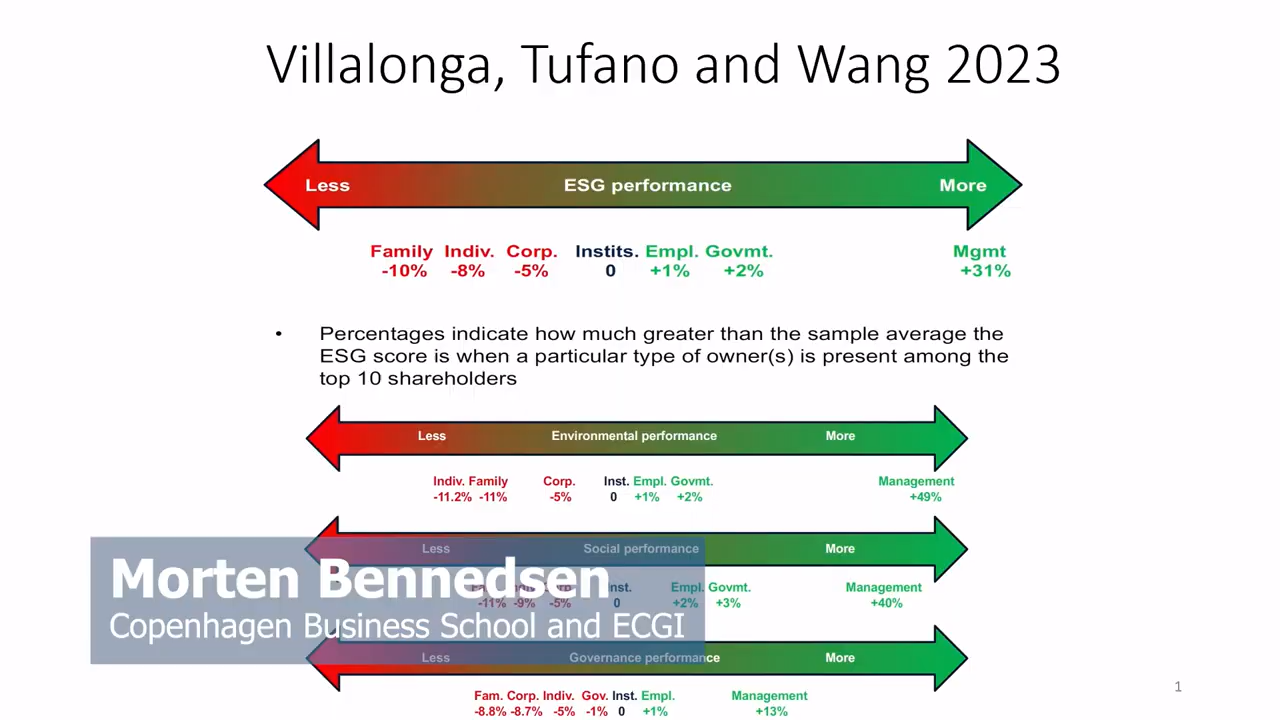 Villalonga, Tufano and Wang 2023
Less ESG performance More
Family Indiv. Corp. Instits. Empl. Govmt. Mgmt
-10% -8% -5% 0 +1% +2% +31%
• Percentages indicate how much greater than the sample average the
ESG score is when a particular type of owner(s) is present among the
top 10 shareholders
Less Environmental performance More
Indiv. Family Corp. Inst. Empl. Govmt. Management
-11.2% -11% -5% 0 +1% +2% +49%
Less Social performance More
Inst. Empl. Govmt. Management
-11% -9% -5% 0 +2% +3% +40%
Morten Bennedsen
Copenhagen Business School and ECGI
Less Governance performance More
Fam. Corp. Indiv. Gov. Inst. Empl. Management
-8.8% -8.7% -5% -1% 0 +1% +13%
1